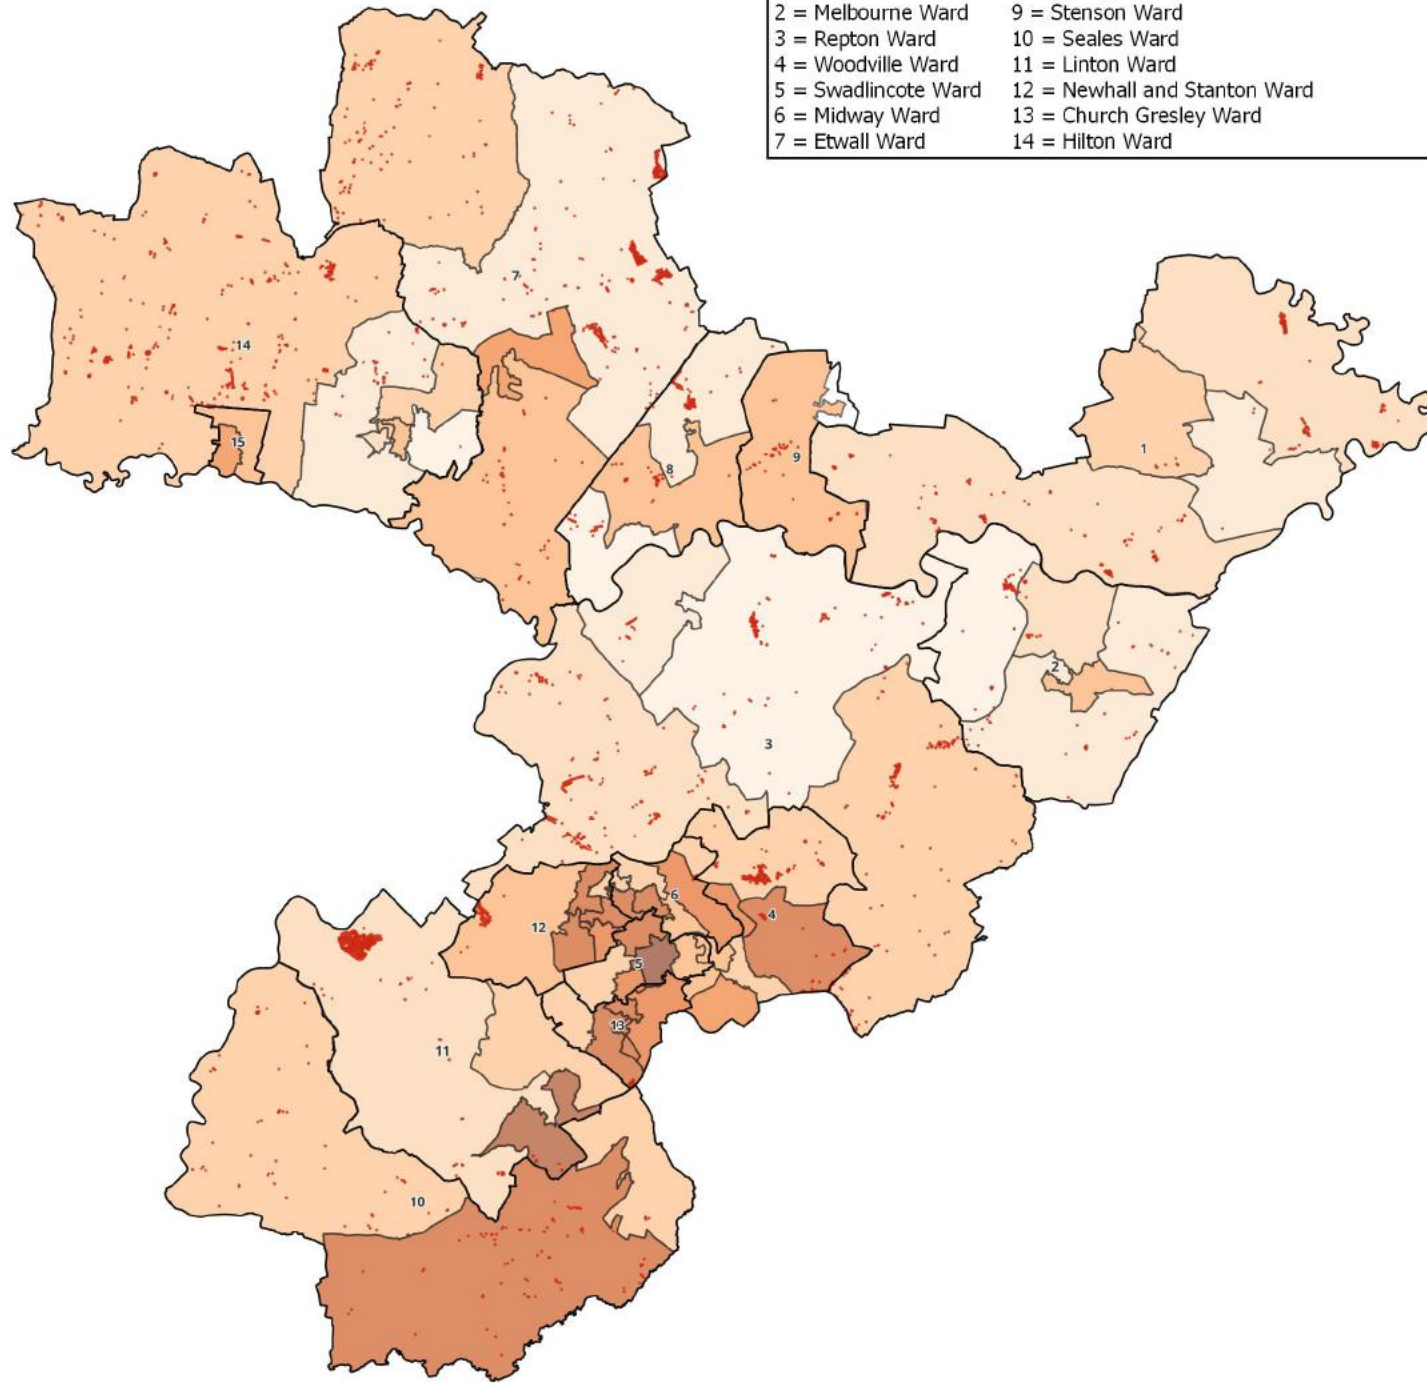 2 = Melbourne Ward 9 = Stenson Ward
3 = Repton Ward 10 = Seales Ward
4 = Woodville Ward 11 = Linton Ward
5 = Swadlincote Ward 12 = Newhall and Stanton Ward
6 = Midway Ward 13 = Church Gresley Ward
7 = Etwall Ward 14 = Hilton Ward
7
14
15
1
9
8
2
3
6
4
12
5
13
11
10